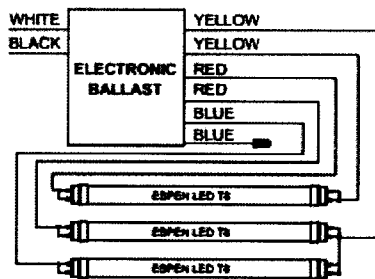 WHITE
BLACK
ELECTRONIC
BALLAST
YELLOW
YELLOW
RED
RED
BLUE
BLUE
ESPEN LED T8
ESPEN LED T8
ESPEN LED T8